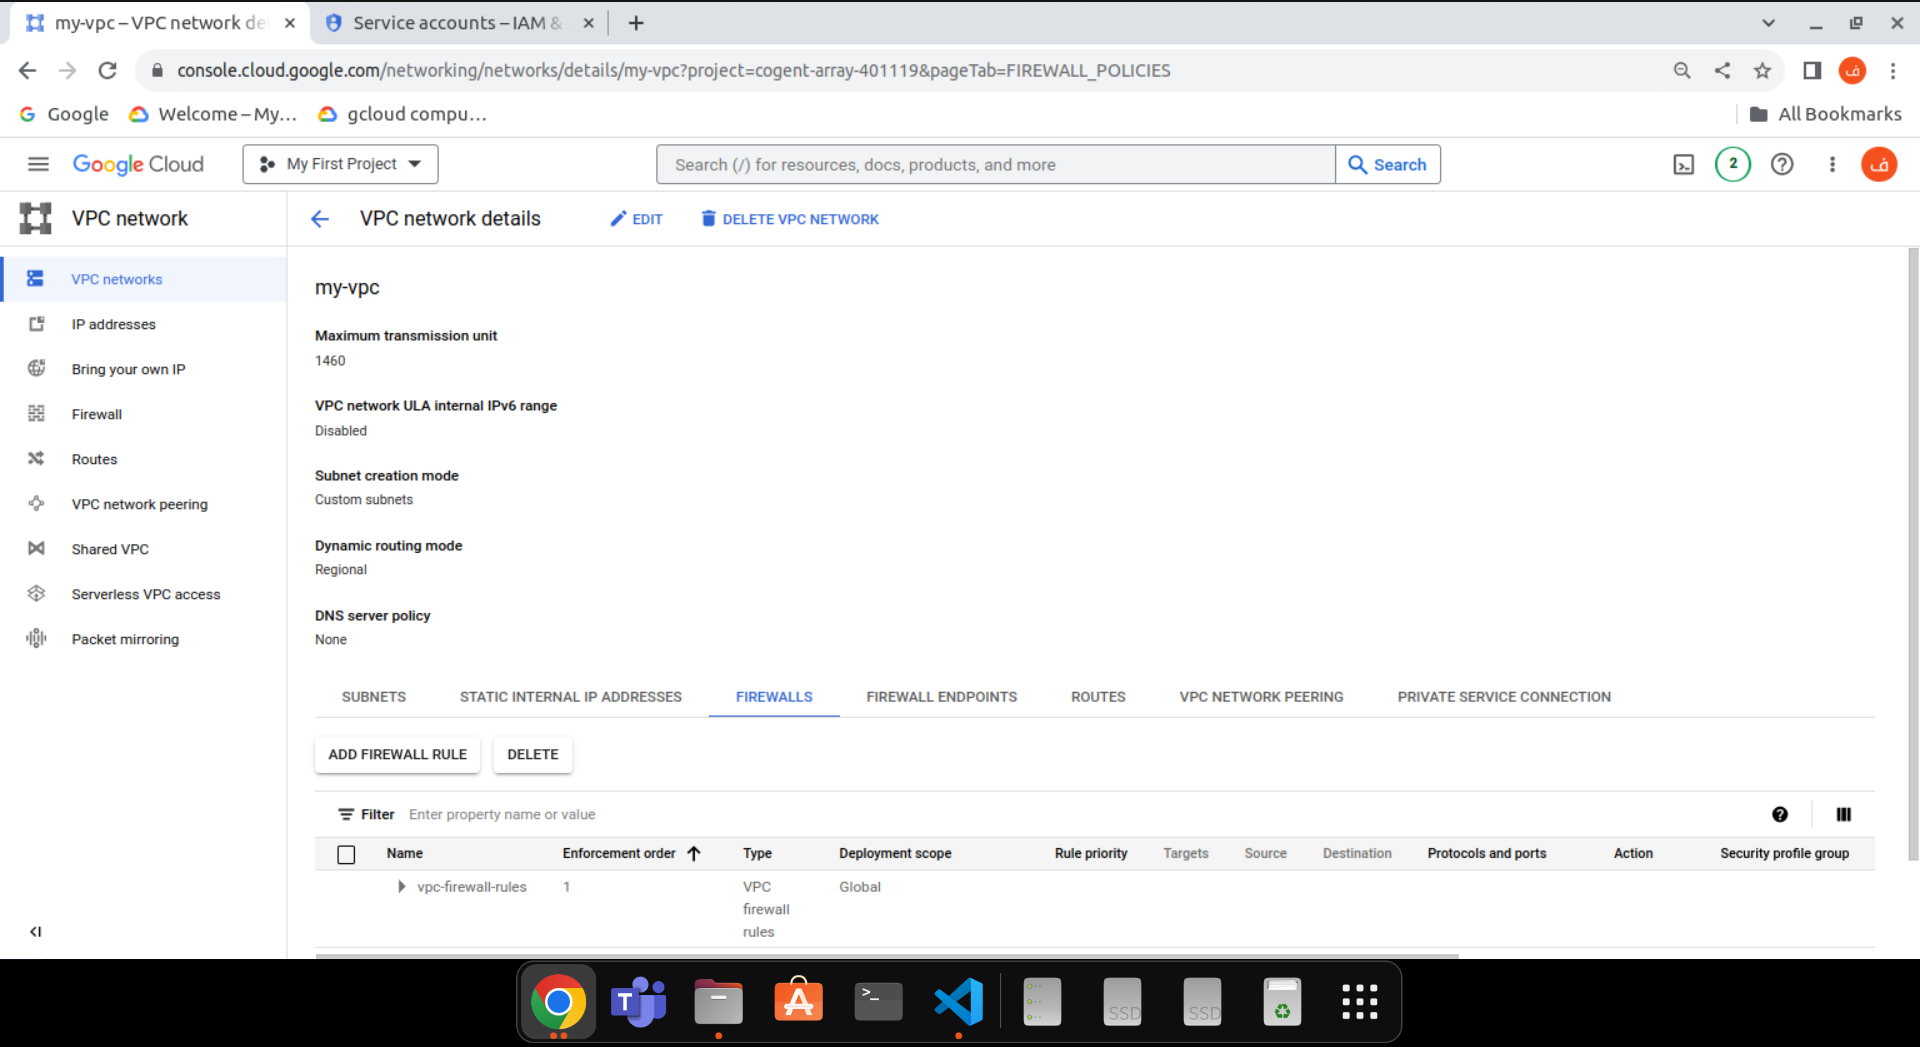 my-vpc – VPC network de
Service accounts – IAM &
console.cloud.google.com/networking/networks/details/my-vpc?project=cogent-array-401119&pageTab=FIREWALL_POLICIES
ف
Google
Welcome – My...
gcloud compu...
All Bookmarks
Google Cloud
My First Project
Search (/) for resources, docs, products, and more
Search
2
ف
VPC network
VPC network details
EDIT
DELETE VPC NETWORK
VPC networks
IP addresses
Bring your own IP
Firewall
Routes
VPC network peering
Shared VPC
Serverless VPC access
Packet mirroring
my-vpc
Maximum transmission unit
1460
VPC network ULA internal IPv6 range
Disabled
Subnet creation mode
Custom subnets
Dynamic routing mode
Regional
DNS server policy
None
SUBNETS STATIC INTERNAL IP ADDRESSES FIREWALLS FIREWALL ENDPOINTS ROUTES VPC NETWORK PEERING PRIVATE SERVICE CONNECTION
ADD FIREWALL RULE DELETE
Filter Enter property name or value
Name Enforcement order Type Deployment scope Rule priority Targets Source Destination Protocols and ports Action Security profile group
vpc-firewall-rules 1 VPC firewall rules Global
T
>_
SSD
SSD